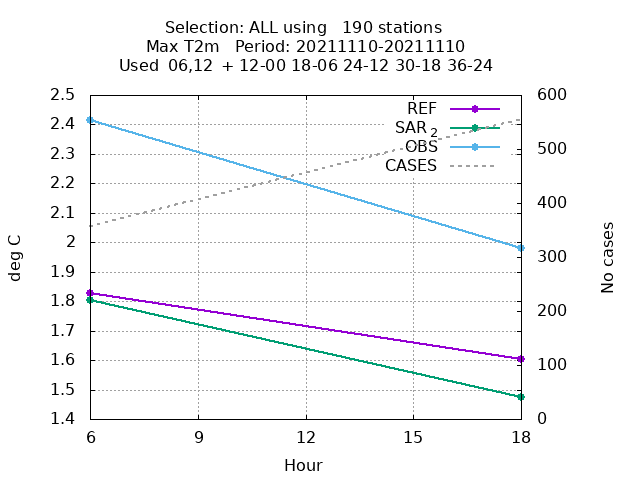 Selection: ALL using   190 stations
Max T2m   Period: 20211110-20211110
Used  06,12  + 12-00 18-06 24-12 30-18 36-24
2.5
2.4
2.3
2.2
2.1
2
1.9
1.8
1.7
1.6
1.5
1.4
deg C
REF
SAR 2
OBS
CASES
600
500
400
300
200
100
0
No cases
6
9
12
15
18
Hour